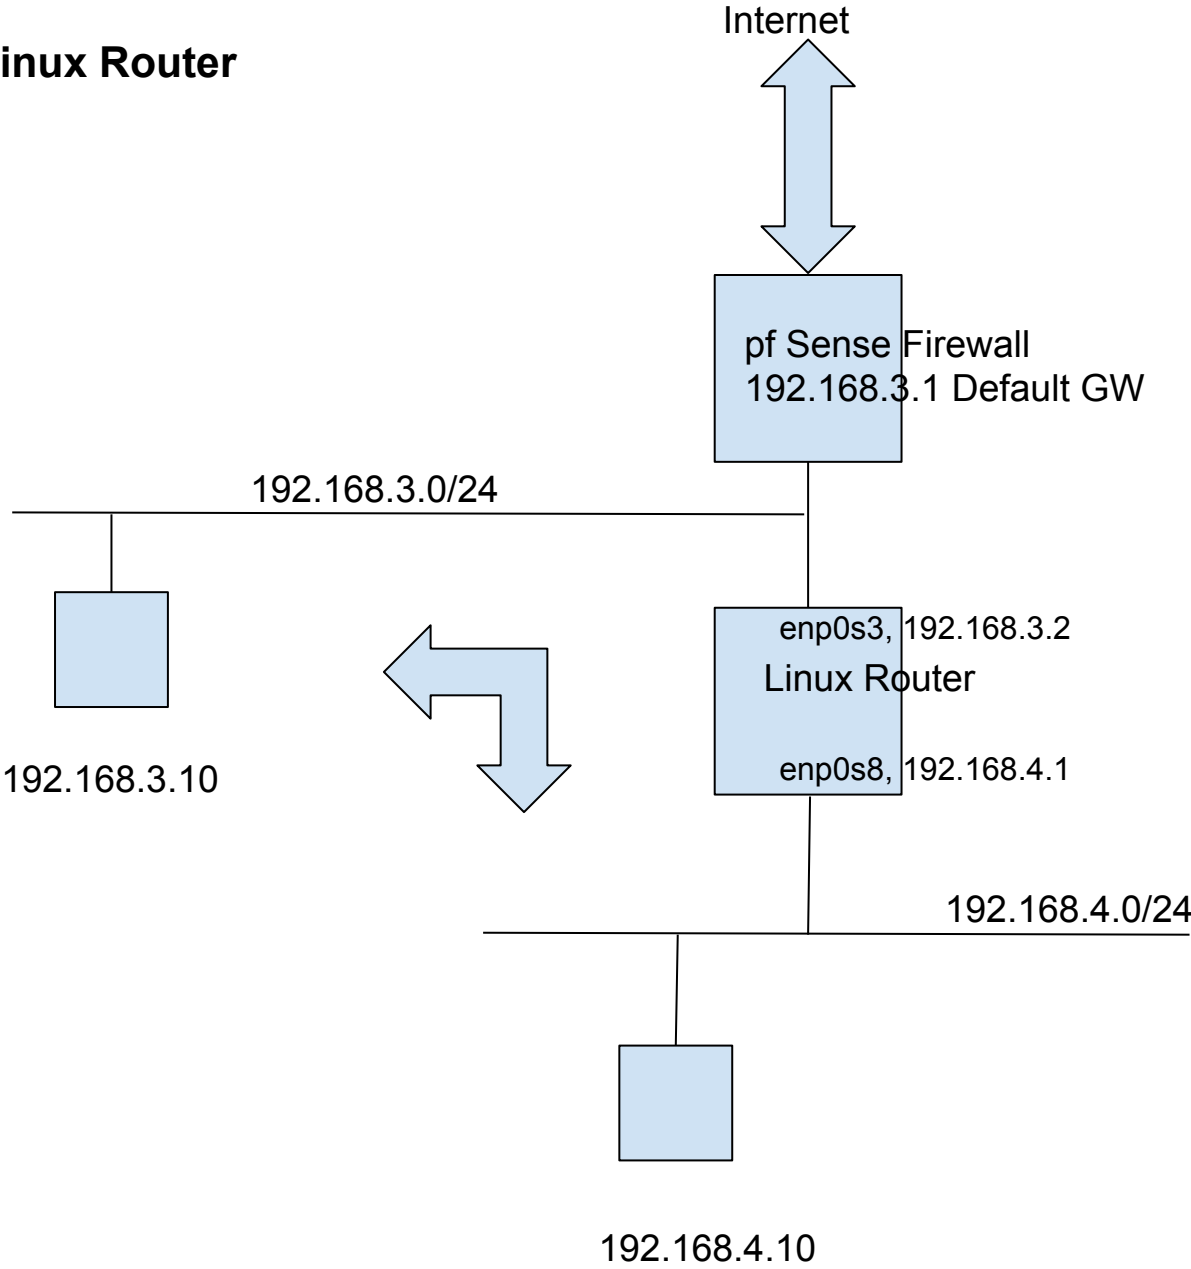 Internet
inux Router
pf Sense Firewall
192.168.3.1 Default GW
192.168.3.0/24
enp0s3, 192.168.3.2
Linux Router
192.168.3.10
enp0s8, 192.168.4.1
192.168.4.0/24
192.168.4.10